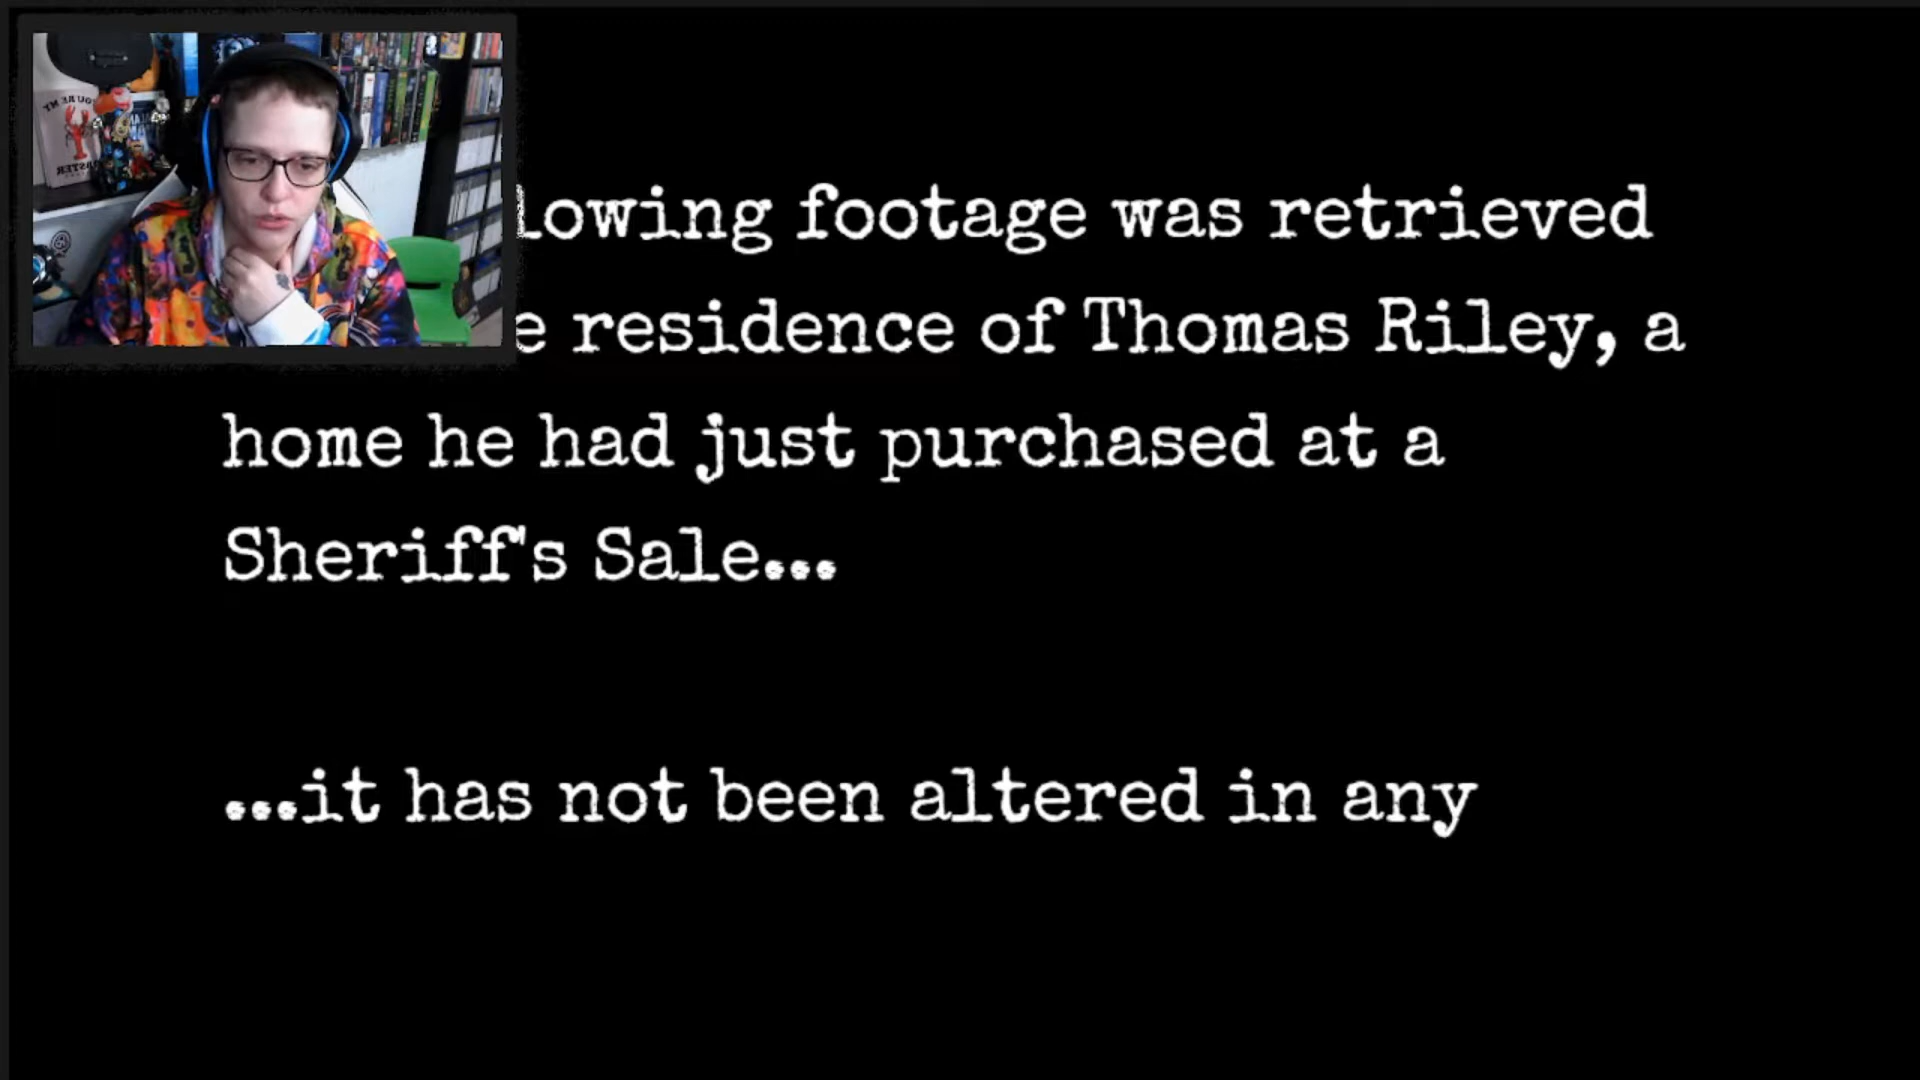 lowing footage was retrieved
e residence of Thomas Riley, a
home he had just purchased at a
Sheriff's Sale...
...it has not been altered in any